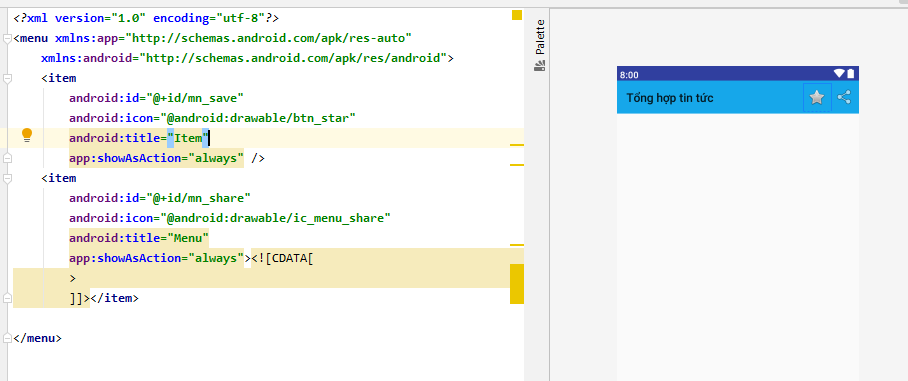 <?xml version="1.0" encoding="utf-8"?>
<menu xmlns:app="http://schemas.android.com/apk/res-auto"
    xmlns:android="http://schemas.android.com/apk/res/android">
    <item
        android:id="@+id/mn_save"
        android:icon="@android:drawable/btn_star"
        android:title="Item"
        app:showAsAction="always" />
    <item
        android:id="@+id/mn_share"
        android:icon="@android:drawable/ic_menu_share"
        android:title="Menu"
        app:showAsAction="always"><![CDATA[
        >
        ]]></item>
</menu>
Palette
8:00
Tổng hợp tin tức